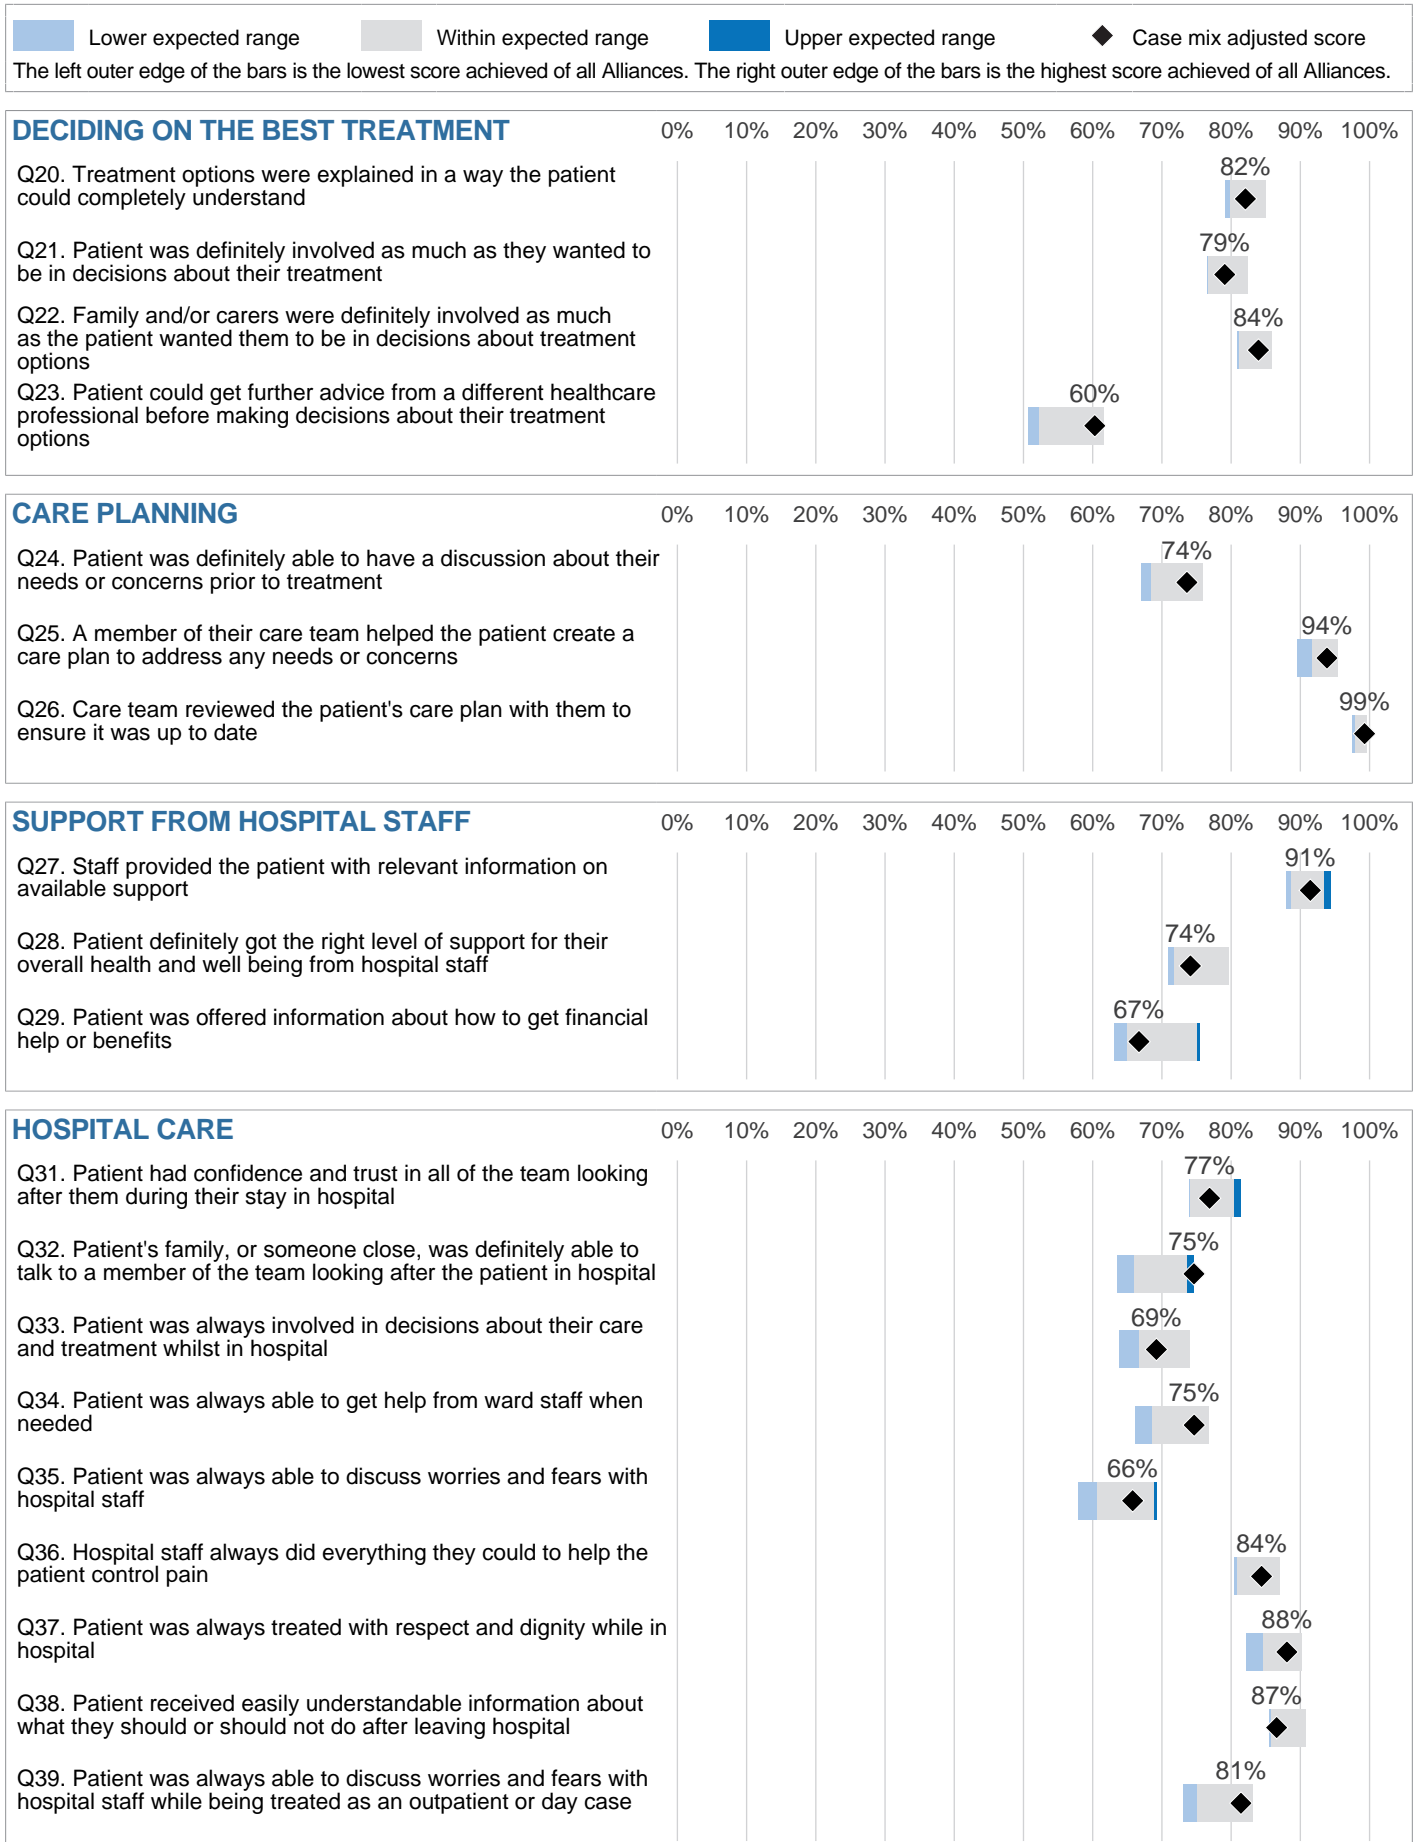 Lower expected range Within expected range Upper expected range Case mix adjusted score
The left outer edge of the bars is the lowest score achieved of all Alliances. The right outer edge of the bars is the highest score achieved of all Alliances.
DECIDING ON THE BEST TREATMENT 0% 10% 20% 30% 40% 50% 60% 70% 80% 90% 100%
Q20. Treatment options were explained in a way the patient
could completely understand
82%
Q21. Patient was definitely involved as much as they wanted to
be in decisions about their treatment
79%
Q22. Family and/or carers were definitely involved as much
as the patient wanted them to be in decisions about treatment
options
84%
Q23. Patient could get further advice from a different healthcare
professional before making decisions about their treatment
options
60%
CARE PLANNING 0% 10% 20% 30% 40% 50% 60% 70% 80% 90% 100%
Q24. Patient was definitely able to have a discussion about their
needs or concerns prior to treatment
74%
Q25. A member of their care team helped the patient create a
care plan to address any needs or concerns
94%
Q26. Care team reviewed the patient's care plan with them to
ensure it was up to date
99%
SUPPORT FROM HOSPITAL STAFF 0% 10% 20% 30% 40% 50% 60% 70% 80% 90% 100%
Q27. Staff provided the patient with relevant information on
available support
91%
Q28. Patient definitely got the right level of support for their
overall health and well being from hospital staff
74%
Q29. Patient was offered information about how to get financial
help or benefits
67%
HOSPITAL CARE 0% 10% 20% 30% 40% 50% 60% 70% 80% 90% 100%
Q31. Patient had confidence and trust in all of the team looking
after them during their stay in hospital
77%
Q32. Patient's family, or someone close, was definitely able to
talk to a member of the team looking after the patient in hospital
75%
Q33. Patient was always involved in decisions about their care
and treatment whilst in hospital
69%
Q34. Patient was always able to get help from ward staff when
needed
75%
Q35. Patient was always able to discuss worries and fears with
hospital staff
66%
Q36. Hospital staff always did everything they could to help the
patient control pain
84%
Q37. Patient was always treated with respect and dignity while in
hospital
88%
Q38. Patient received easily understandable information about
what they should or should not do after leaving hospital
87%
Q39. Patient was always able to discuss worries and fears with
hospital staff while being treated as an outpatient or day case
81%